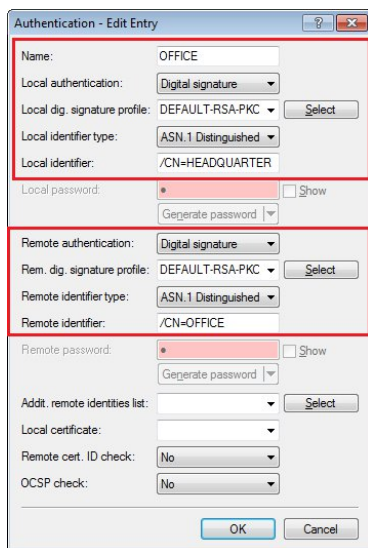 Authentication - Edit Entry
Name: OFFICE
Local authentication: Digital signature
Local dig. signature profile: DEFAULT-RSA-PKC Select
Local identifier type: ASN.1 Distinguished
Local identifier: /CN=HEADQUARTER
Local password: Show
Generate password
Remote authentication: Digital signature
Rem. dig. signature profile: DEFAULT-RSA-PKC Select
Remote identifier type: ASN.1 Distinguished
Remote identifier: /CN=OFFICE
Remote password: Show
Generate password
Addit. remote identities list: Select
Local certificate:
Remote cert. ID check: No
OCSP check: No
OK Cancel